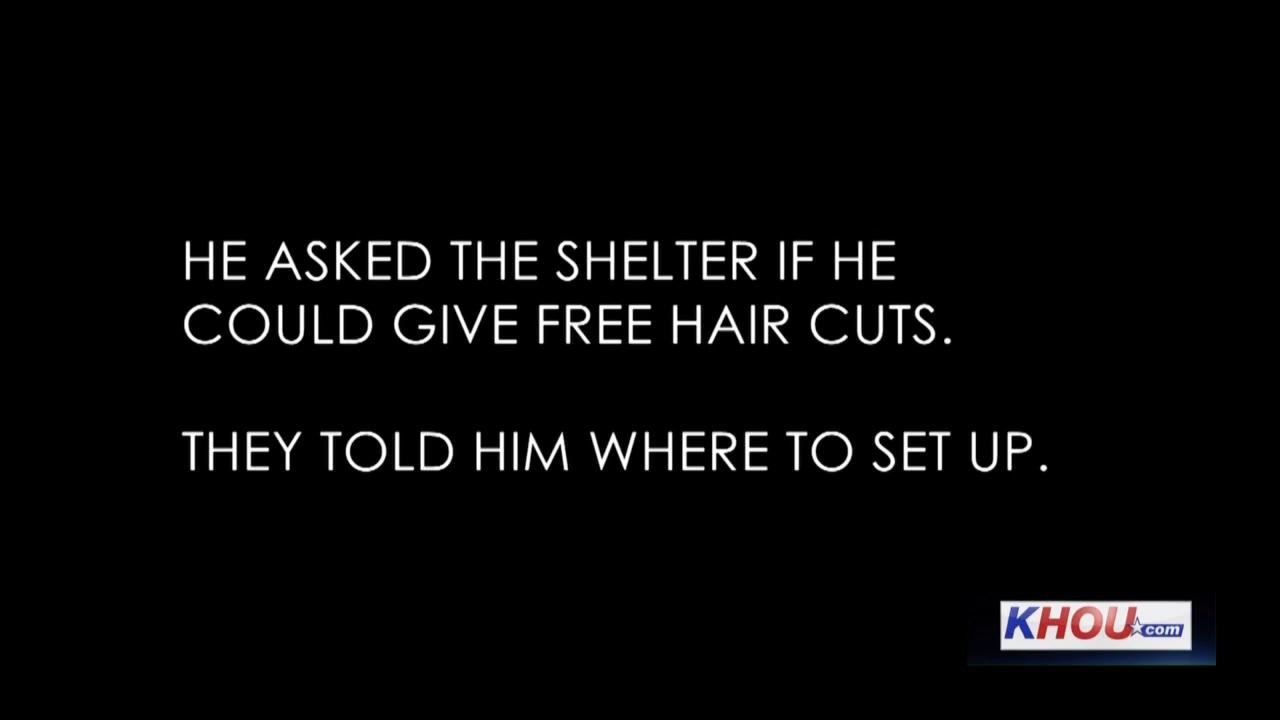 HE ASKED THE SHELTER IF HE
COULD GIVE FREE HAIR CUTS.
THEY TOLD HIM WHERE TO SET UP.
KHOU.com